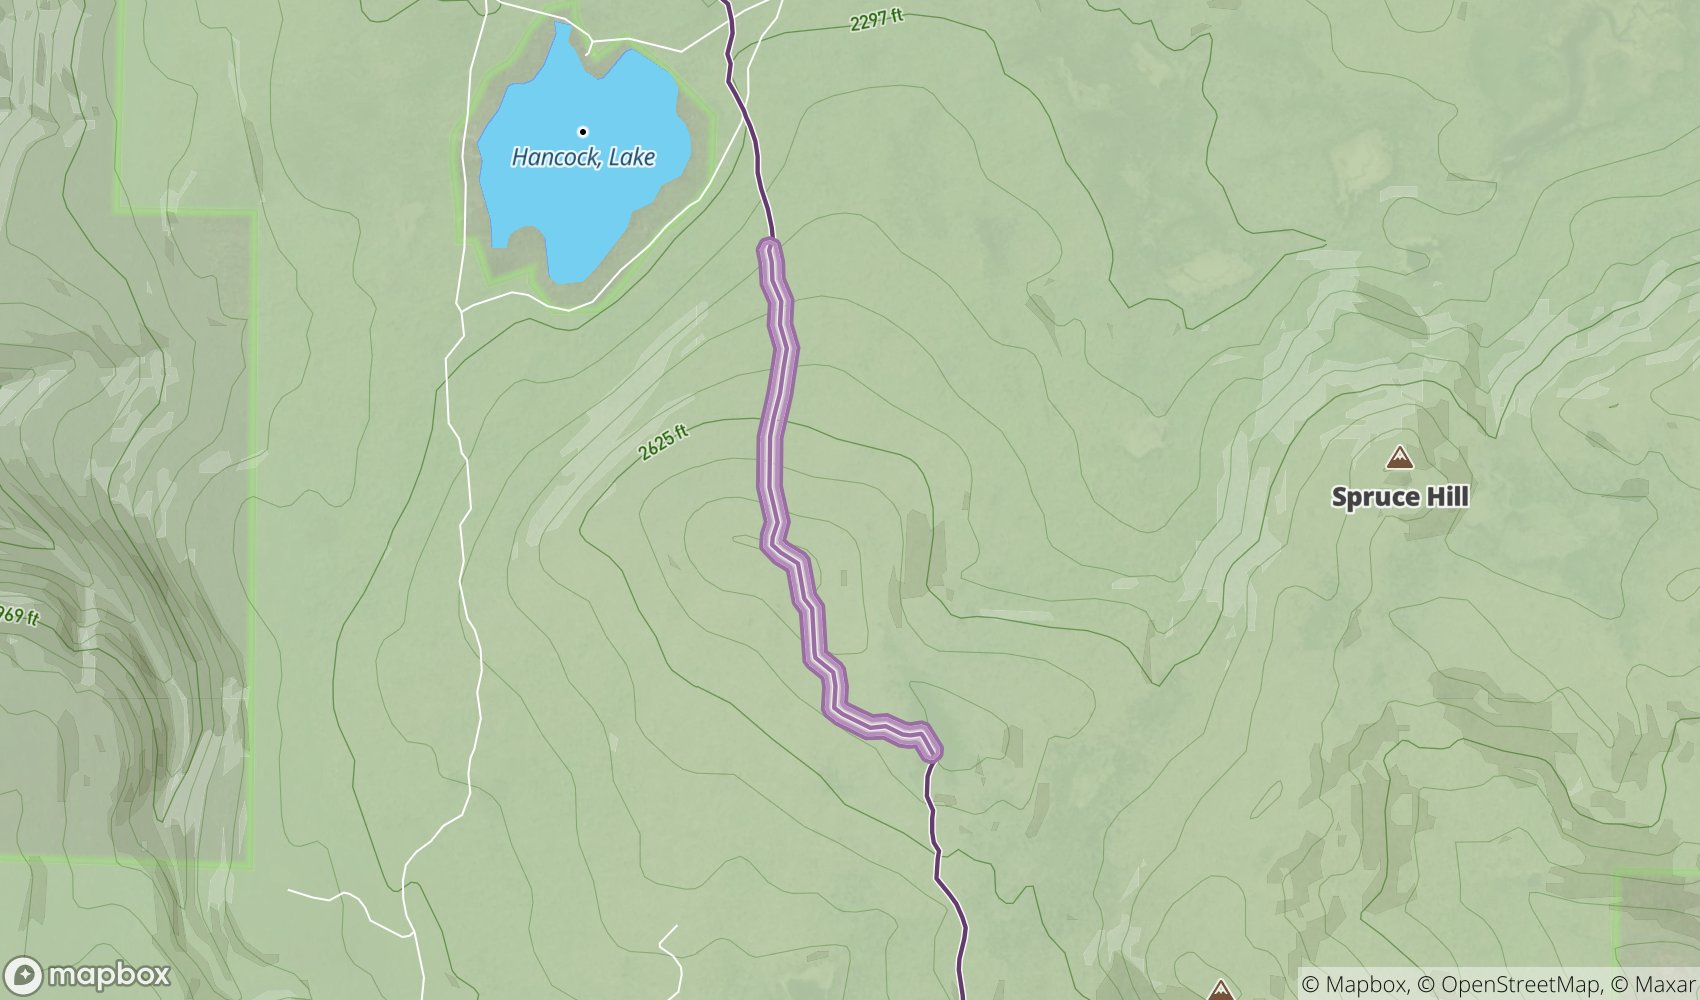 2297 ft
Hancock, Lake
2625 ft
Spruce Hill
969 ft
mapbox
© Mapbox, © OpenStreetMap, © Maxar